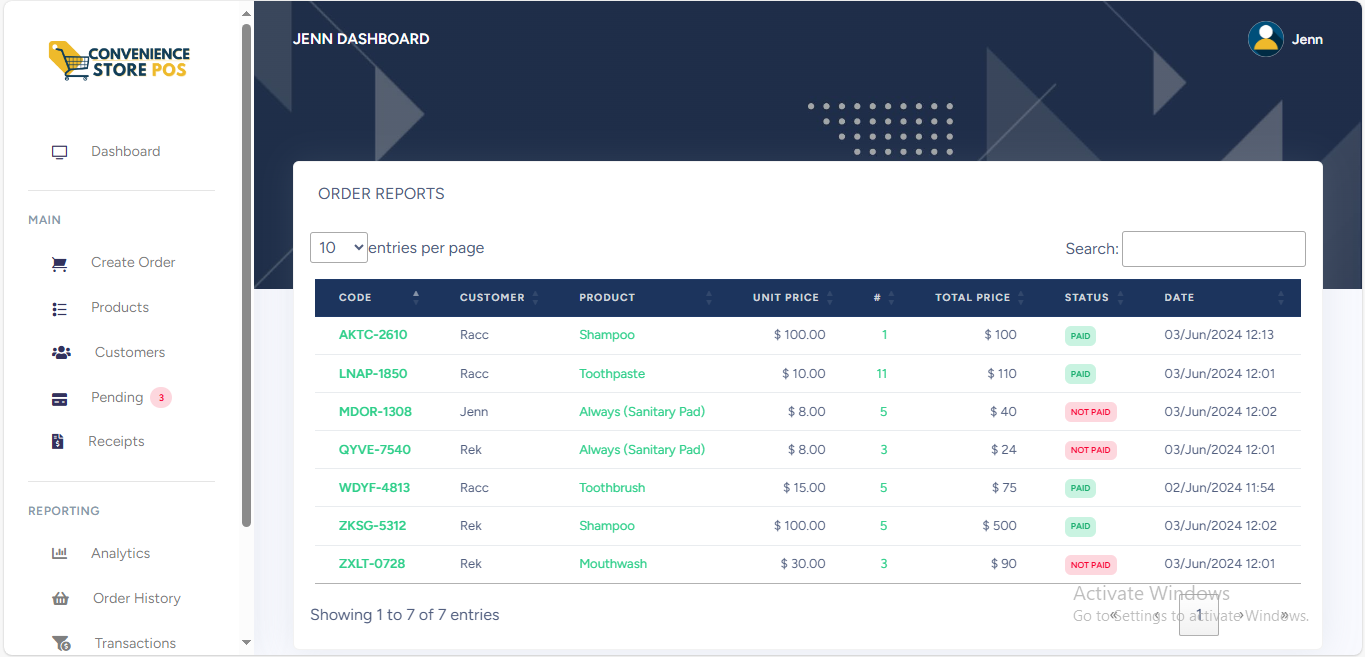 CONVENIENCE
STORE POS
Dashboard
MAIN
Create Order
Products
Customers
Pending 3
Receipts
REPORTING
Analytics
Order History
Transactions
JENN DASHBOARD
Jenn
ORDER REPORTS
10 entries per page
Search:
CODE CUSTOMER PRODUCT UNIT PRICE # TOTAL PRICE STATUS DATE
AKTC-2610 Racc Shampoo $ 100.00 1 $ 100 PAID 03/Jun/2024 12:13
LNAP-1850 Racc Toothpaste $ 10.00 11 $ 110 PAID 03/Jun/2024 12:01
MDOR-1308 Jenn Always (Sanitary Pad) $ 8.00 5 $ 40 NOT PAID 03/Jun/2024 12:02
QYVE-7540 Rek Always (Sanitary Pad) $ 8.00 3 $ 24 NOT PAID 03/Jun/2024 12:01
WDYF-4813 Racc Toothbrush $ 15.00 5 $ 75 PAID 02/Jun/2024 11:54
ZKSG-5312 Rek Shampoo $ 100.00 5 $ 500 PAID 03/Jun/2024 12:02
ZXLT-0728 Rek Mouthwash $ 30.00 3 $ 90 NOT PAID 03/Jun/2024 12:01
Showing 1 to 7 of 7 entries
« ‹ 1 › »
Activate Windows
Go to Settings to activate Windows.